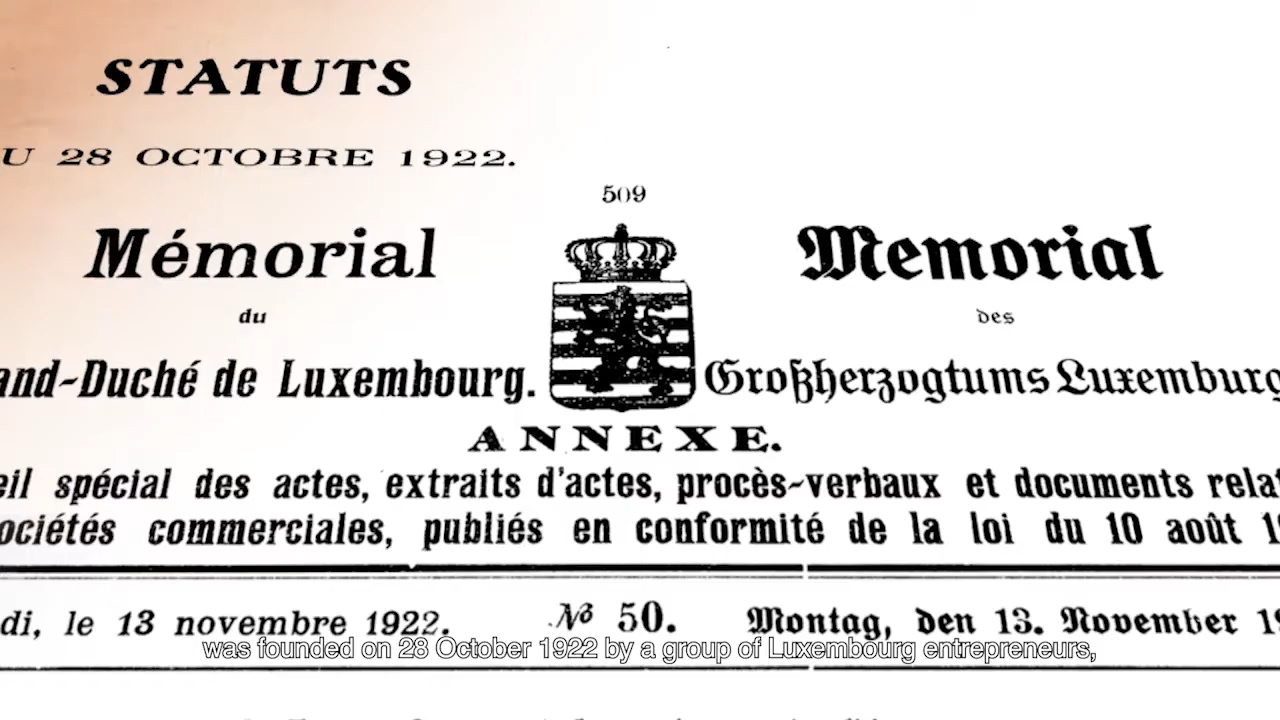 STATUTS
U 28 OCTOBRE 1922.
509
Mémorial
Memorial
du
des
and-Duché de Luxembourg.
Großherzogtums Luxemburg
ANNEXE.
eil spécial des actes, extraits d'actes, procès-verbaux et documents relat
ociétés commerciales, publiés en conformité de la loi du 10 août 1
di, le 13 novembre 1922.
№ 50.
Montag, den 13. November 1
was founded on 28 October 1922 by a group of Luxembourg entrepreneurs,